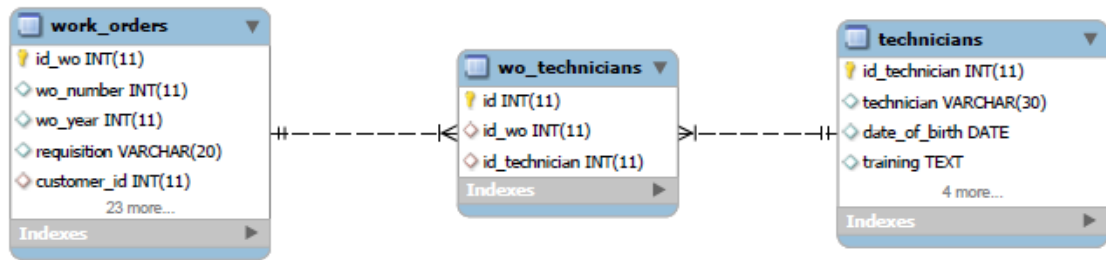 work_orders
id_wo INT(11)
wo_number INT(11)
wo_year INT(11)
requisition VARCHAR(20)
customer_id INT(11)
23 more...
Indexes
wo_technicians
id INT(11)
id_wo INT(11)
id_technician INT(11)
Indexes
technicians
id_technician INT(11)
technician VARCHAR(30)
date_of_birth DATE
training TEXT
4 more...
Indexes